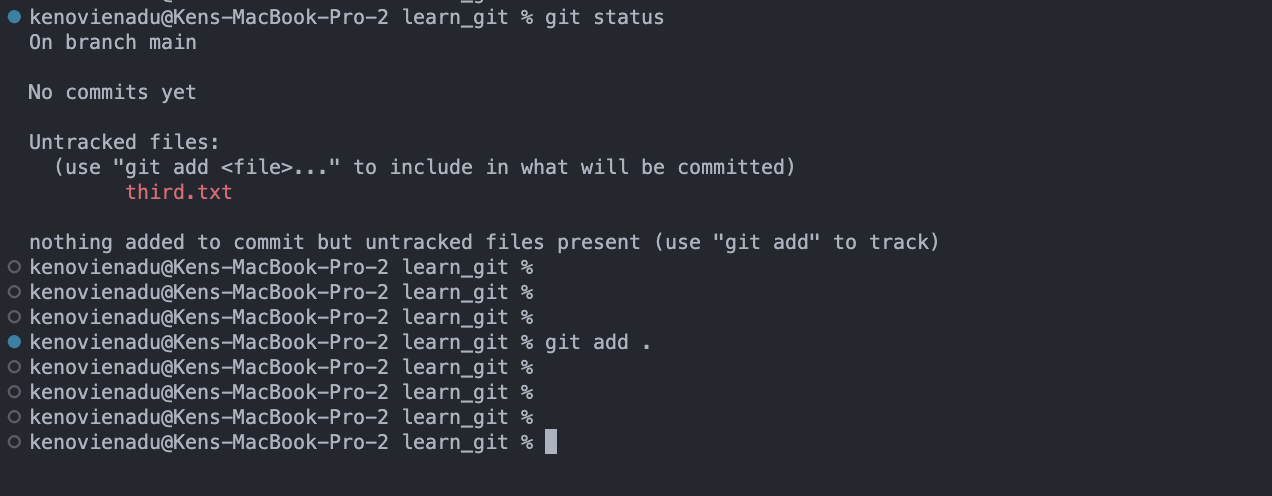 kenovienadu@Kens-MacBook-Pro-2 learn_git % git status
On branch main
No commits yet
Untracked files:
(use "git add <file>..." to include in what will be committed)
third.txt
nothing added to commit but untracked files present (use "git add" to track)
kenovienadu@Kens-MacBook-Pro-2 learn_git %
kenovienadu@Kens-MacBook-Pro-2 learn_git %
kenovienadu@Kens-MacBook-Pro-2 learn_git %
kenovienadu@Kens-MacBook-Pro-2 learn_git % git add .
kenovienadu@Kens-MacBook-Pro-2 learn_git %
kenovienadu@Kens-MacBook-Pro-2 learn_git %
kenovienadu@Kens-MacBook-Pro-2 learn_git %
kenovienadu@Kens-MacBook-Pro-2 learn_git %